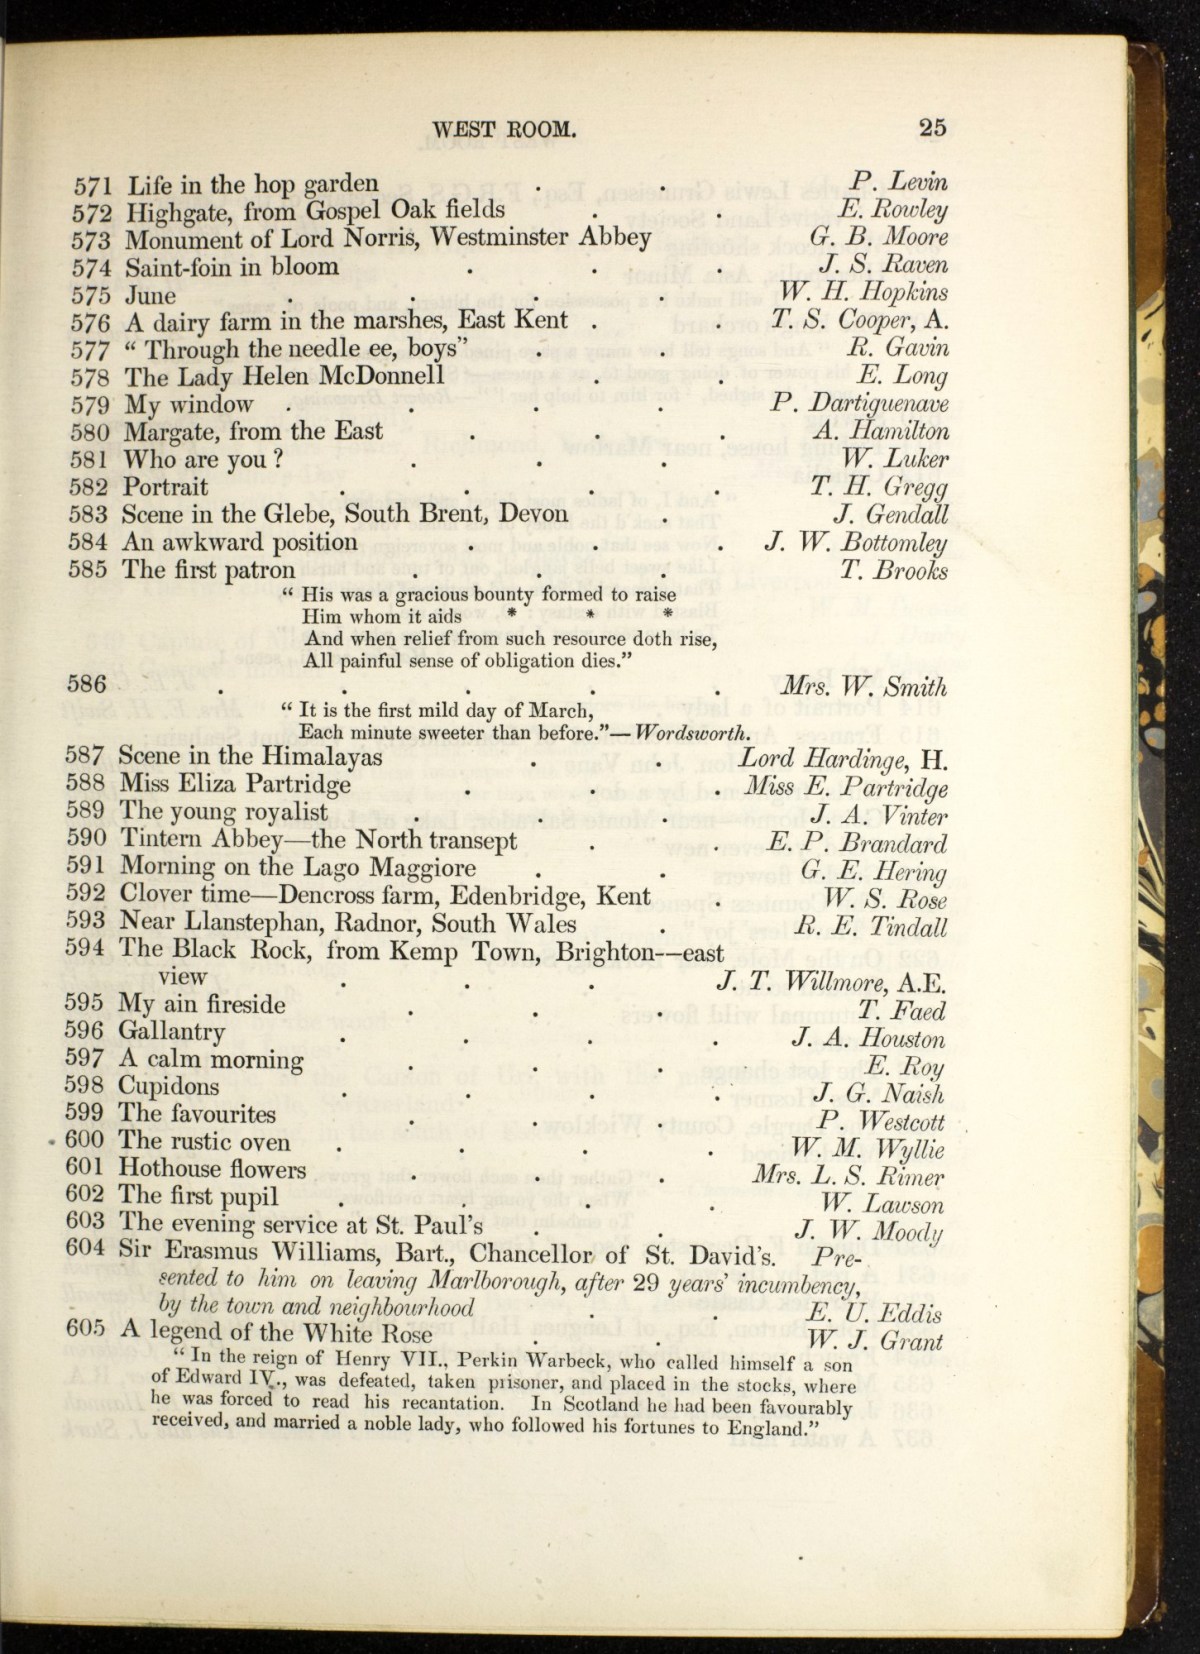 WEST ROOM. 25
571 Life in the hop garden . . P. Levin
572 Highgate, from Gospel Oak fields . . E. Rowley
573 Monument of Lord Norris, Westminster Abbey G. B. Moore
574 Saint-foin in bloom . . . J. S. Raven
575 June . . . . W. H. Hopkins
576 A dairy farm in the marshes, East Kent . . T. S. Cooper, A.
577 “ Through the needle ee, boys” . . R. Gavin
578 The Lady Helen McDonnell . . E. Long
579 My window . . . . P. Dartiguenave
580 Margate, from the East . . . A. Hamilton
581 Who are you ? . . . W. Luker
582 Portrait . . . . T. H. Gregg
583 Scene in the Glebe, South Brent, Devon . J. Gendall
584 An awkward position . . . J. W. Bottomley
585 The first patron . . . T. Brooks
“ His was a gracious bounty formed to raise
Him whom it aids * * *
And when relief from such resource doth rise,
All painful sense of obligation dies.”
586 . . . . . Mrs. W. Smith
“ It is the first mild day of March,
Each minute sweeter than before.”—Wordsworth.
587 Scene in the Himalayas . . Lord Hardinge, H.
588 Miss Eliza Partridge . . . Miss E. Partridge
589 The young royalist . . . J. A. Vinter
590 Tintern Abbey—the North transept . . E. P. Brandard
591 Morning on the Lago Maggiore . . G. E. Hering
592 Clover time—Dencross farm, Edenbridge, Kent W. S. Rose
593 Near Llanstephan, Radnor, South Wales . R. E. Tindall
594 The Black Rock, from Kemp Town, Brighton—east
view . . . J. T. Willmore, A.E.
595 My ain fireside . . . T. Faed
596 Gallantry . . . . J. A. Houston
597 A calm morning . . . E. Roy
598 Cupidons . . . . J. G. Naish
599 The favourites . . . P. Westcott
600 The rustic oven . . . . W. M. Wyllie
601 Hothouse flowers . . . Mrs. L. S. Rimer
602 The first pupil . . . . W. Lawson
603 The evening service at St. Paul’s . . J. W. Moody
604 Sir Erasmus Williams, Bart., Chancellor of St. David’s. Pre-
sented to him on leaving Marlborough, after 29 years’ incumbency,
by the town and neighbourhood . . E. U. Eddis
605 A legend of the White Rose . . W. J. Grant
“ In the reign of Henry VII., Perkin Warbeck, who called himself a son
of Edward IV., was defeated, taken prisoner, and placed in the stocks, where
he was forced to read his recantation. In Scotland he had been favourably
received, and married a noble lady, who followed his fortunes to England.”